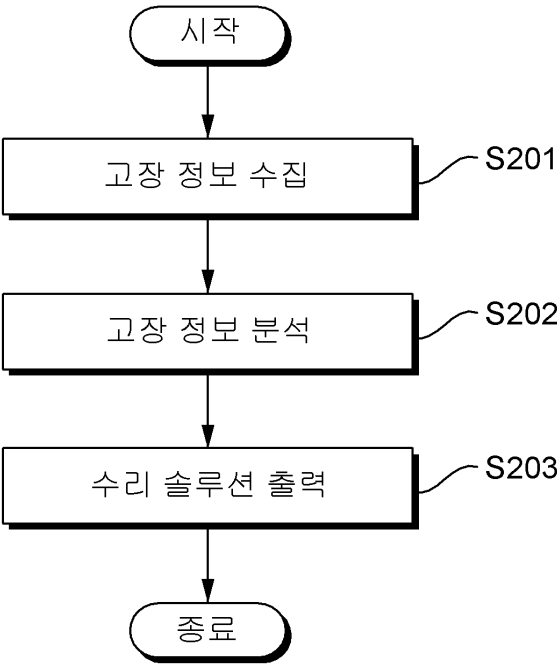 시작
고장 정보 수집
S201
고장 정보 분석
S202
수리 솔루션 출력
S203
종료